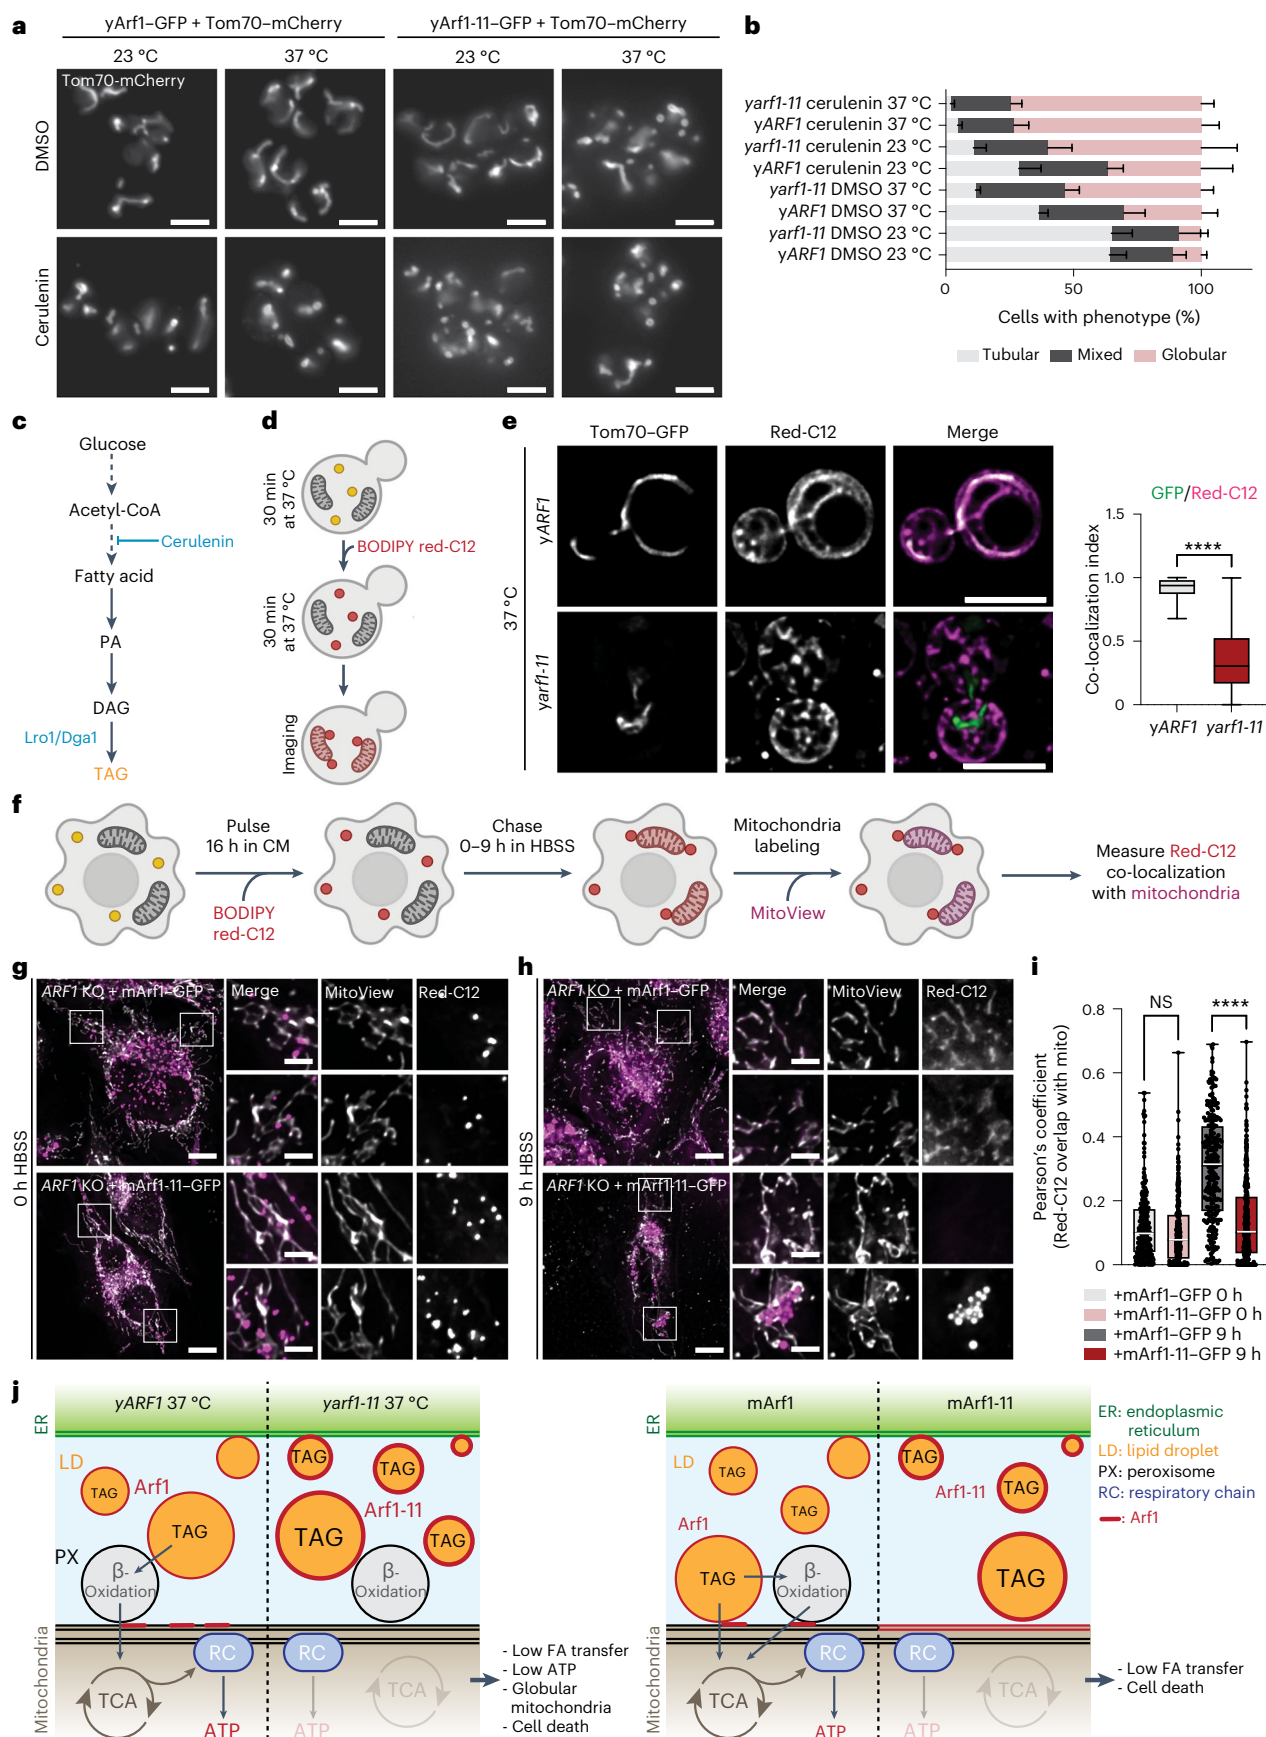 a
yArf1–GFP + Tom70–mCherry
yArf1-11–GFP + Tom70–mCherry
23 °C
37 °C
23 °C
37 °C
Tom70-mCherry
DMSO
Cerulenin
b
yarf1-11 cerulenin 37 °C
yARF1 cerulenin 37 °C
yarf1-11 cerulenin 23 °C
yARF1 cerulenin 23 °C
yarf1-11 DMSO 37 °C
yARF1 DMSO 37 °C
yarf1-11 DMSO 23 °C
yARF1 DMSO 23 °C
0
50
100
Cells with phenotype (%)
Tubular
Mixed
Globular
c
Glucose
Acetyl-CoA
Cerulenin
Fatty acid
PA
DAG
Lro1/Dga1
TAG
d
30 min
at 37 °C
BODIPY red-C12
30 min
at 37 °C
Imaging
e
Tom70–GFP
Red-C12
Merge
37 °C
yARF1
yarf1-11
GFP/Red-C12
Co-localization index
1.5
1.0
0.5
0
****
yARF1
yarf1-11
f
Pulse
16 h in CM
BODIPY
red-C12
Chase
0–9 h in HBSS
Mitochondria
labeling
MitoView
Measure Red-C12
co-localization
with mitochondria
g
0 h HBSS
ARF1 KO + mArf1–GFP
Merge
MitoView
Red-C12
ARF1 KO + mArf1-11–GFP
h
9 h HBSS
ARF1 KO + mArf1–GFP
Merge
MitoView
Red-C12
ARF1 KO + mArf1-11–GFP
i
Pearson’s coefficient
(Red-C12 overlap with mito)
0.8
0.6
0.4
0.2
0
NS
****
+mArf1–GFP 0 h
+mArf1-11–GFP 0 h
+mArf1–GFP 9 h
+mArf1-11–GFP 9 h
j
yARF1 37 °C
yarf1-11 37 °C
ER
LD
TAG
Arf1
TAG
PX
β-
Oxidation
TAG
TAG
Arf1-11
TAG
TAG
β-
Oxidation
Mitochondria
TCA
RC
ATP
RC
ATP
TCA
- Low FA transfer
- Low ATP
- Globular
mitochondria
- Cell death
mArf1
mArf1-11
ER
LD
TAG
TAG
Arf1
TAG
β-
Oxidation
TAG
Arf1-11
TAG
TAG
Mitochondria
TCA
RC
ATP
RC
ATP
TCA
- Low FA transfer
- Cell death
ER: endoplasmic
reticulum
LD: lipid droplet
PX: peroxisome
RC: respiratory chain
: Arf1